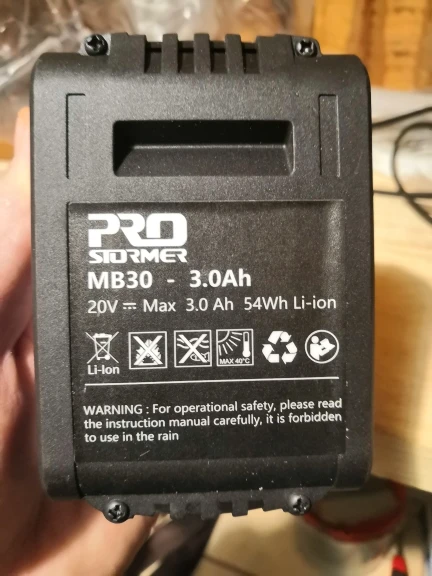 PRO
STORMER
MB30 - 3.0Ah
20V ⎓ Max 3.0 Ah 54Wh Li-ion
Li-Ion
MAX 40°C
WARNING : For operational safety, please read
the instruction manual carefully, it is forbidden
to use in the rain